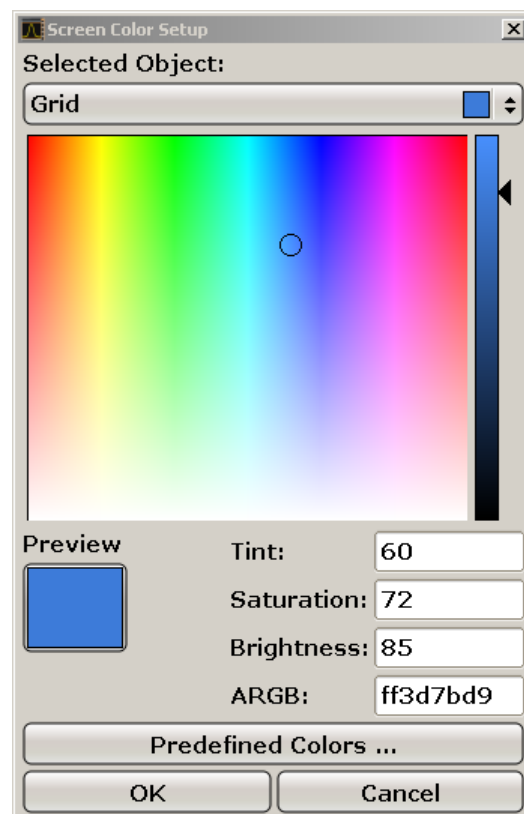 Screen Color Setup
Selected Object:
Grid
Preview
Tint: 60
Saturation: 72
Brightness: 85
ARGB: ff3d7bd9
Predefined Colors ...
OK Cancel